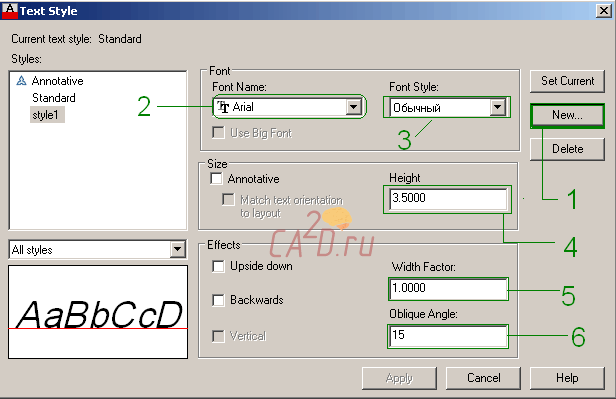 Text Style
Current text style: Standard
Styles:
Annotative
Standard
style1
All styles
AaBbCcD
Font
Font Name:
Arial
Use Big Font
Font Style:
Обычный
Size
Annotative
Match text orientation
to layout
Height
3.5000
Effects
Upside down
Backwards
Vertical
Width Factor:
1.0000
Oblique Angle:
15
Set Current
New...
Delete
Apply
Cancel
Help
1
2
3
4
5
6
CA2D.ru